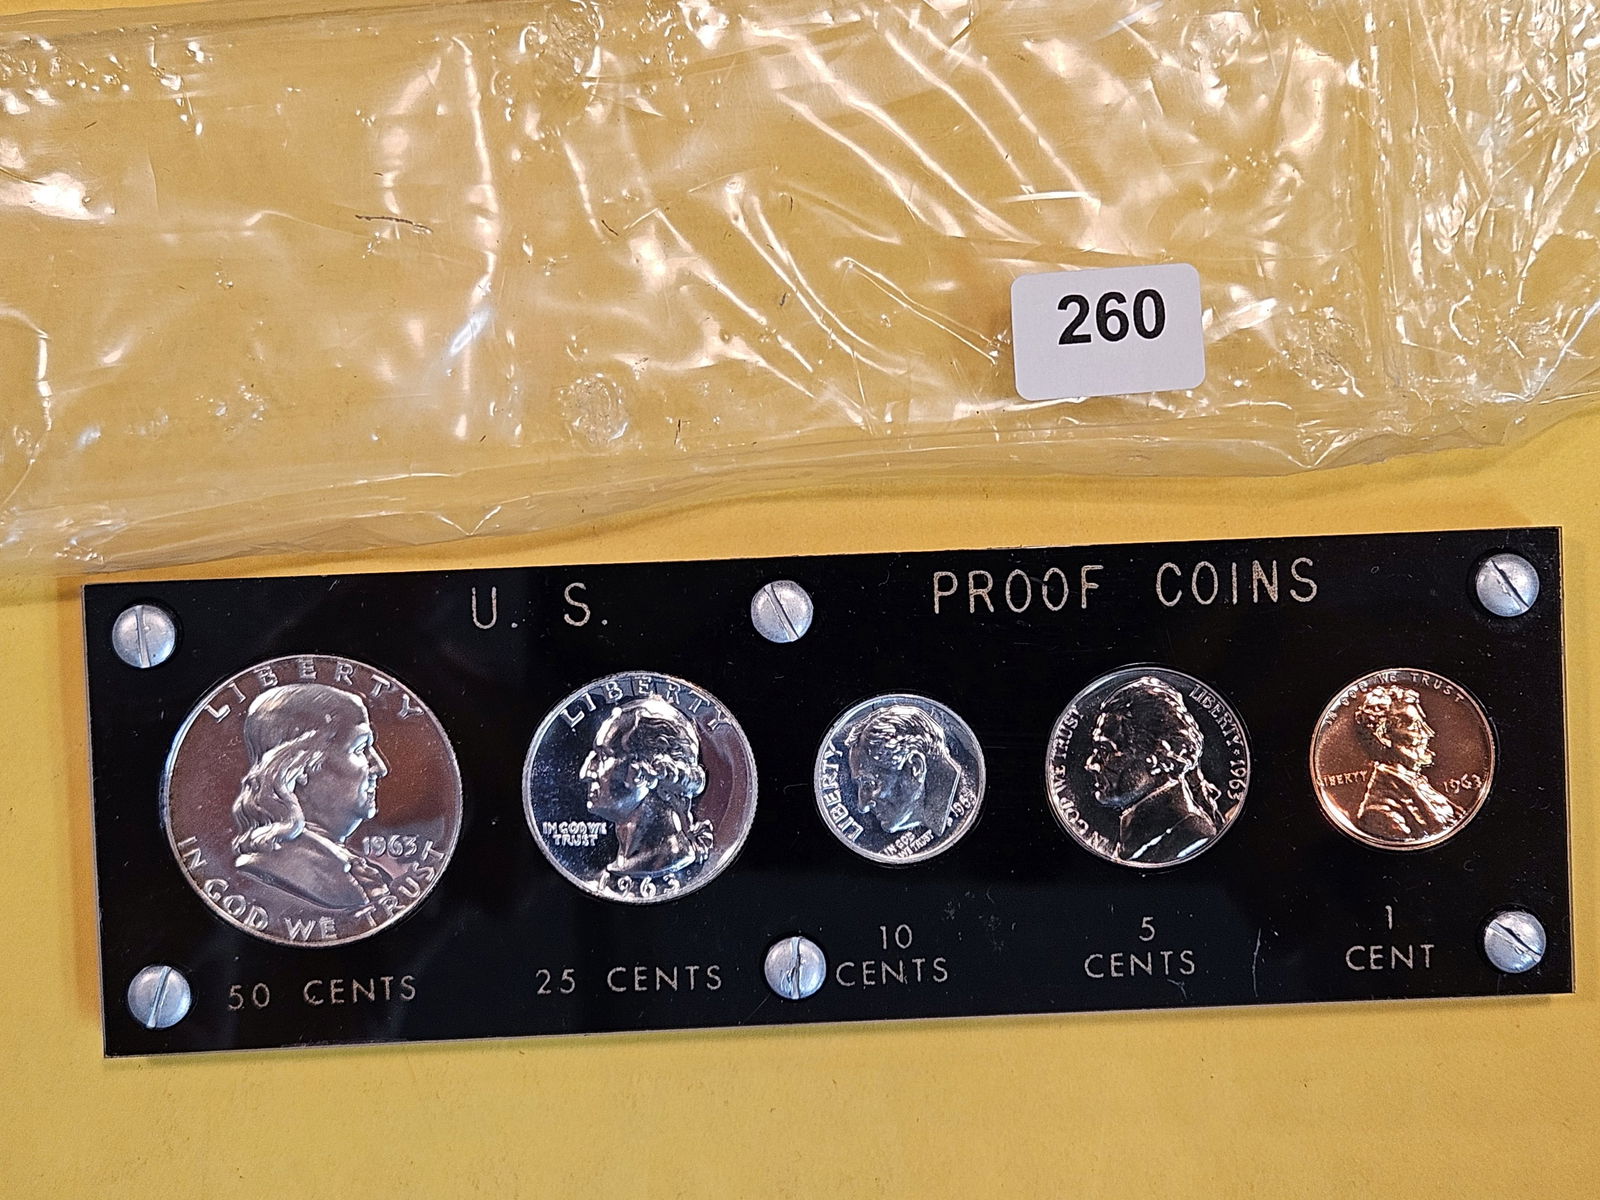 260
U. S. PROOF COINS
LIBERTY
1963
IN GOD WE TRUST
LIBERTY
IN GOD WE
TRUST
1963
LIBERTY
IN GOD
WE TRUST
1963
IN GOD WE TRUST
LIBERTY · 1963
IN GOD WE TRUST
LIBERTY
1963
50 CENTS
25 CENTS
10
CENTS
5
CENTS
1
CENT